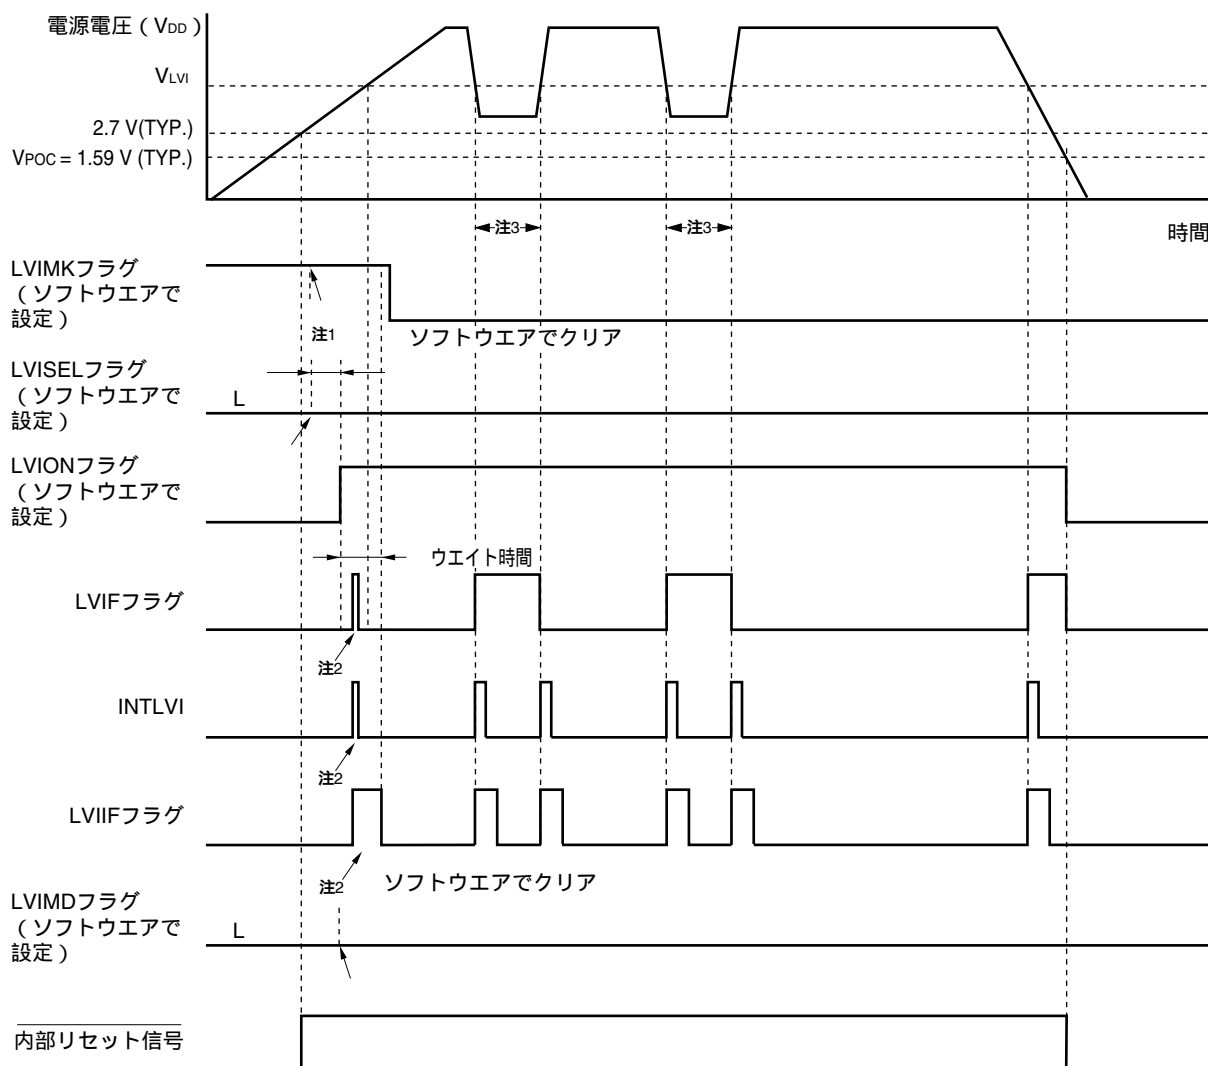 電源電圧（VDD）
VLVI
2.7 V(TYP.)
VPOC = 1.59 V (TYP.)
注3
注3
時間
LVIMKフラグ
（ソフトウエアで
設定）
注1
ソフトウエアでクリア
LVISELフラグ
（ソフトウエアで
設定）
L
LVIONフラグ
（ソフトウエアで
設定）
ウエイト時間
LVIFフラグ
注2
INTLVI
注2
LVIIFフラグ
注2
ソフトウエアでクリア
LVIMDフラグ
（ソフトウエアで
設定）
L
内部リセット信号